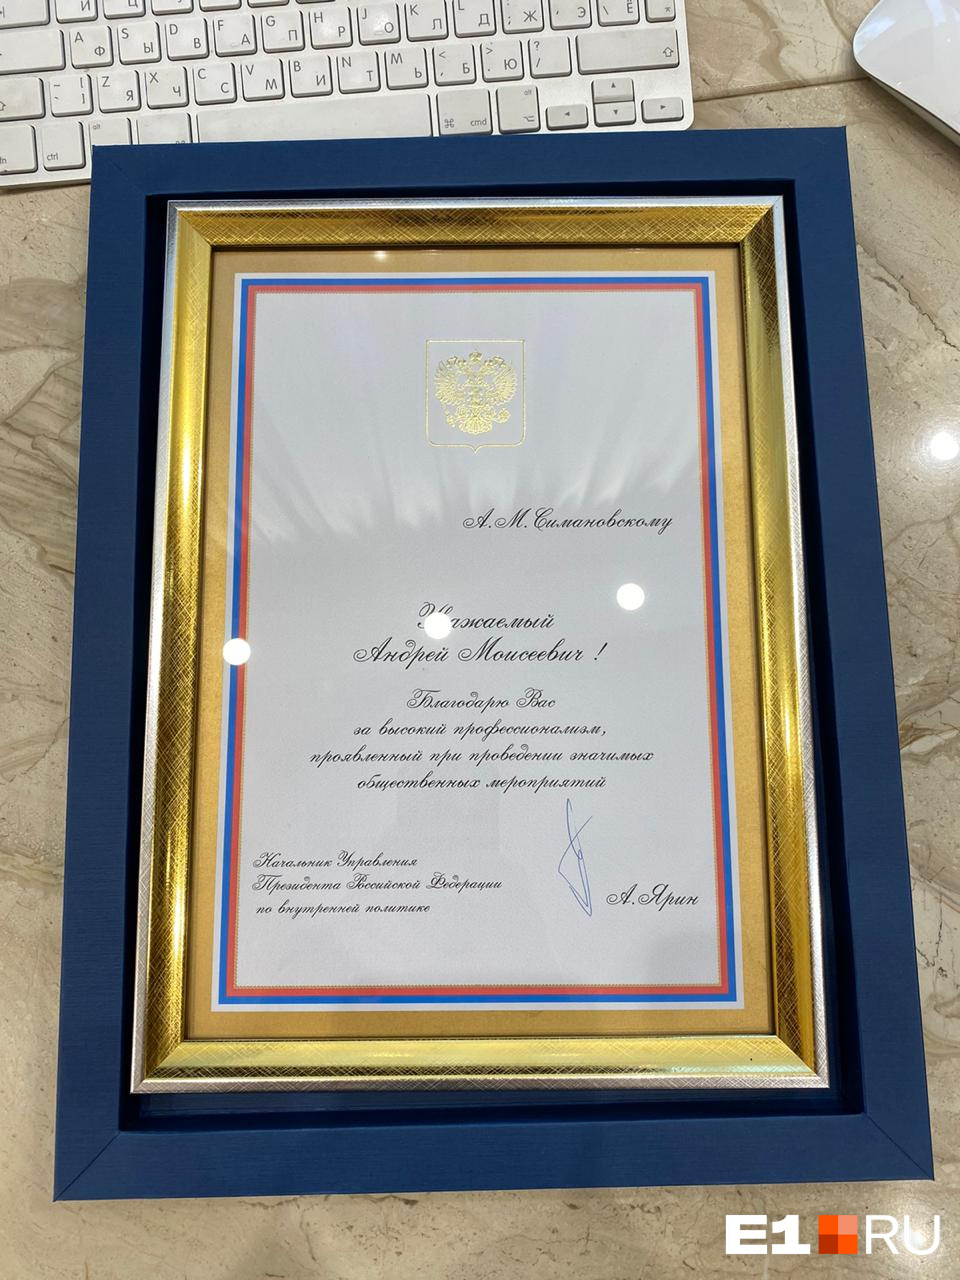 А.М.Симановскому
Уважаемый
Андрей Моисеевич !
Благодарю Вас
за высокий профессионализм,
проявленный при проведении значимых
общественных мероприятий
Начальник Управления
Президента Российской Федерации
по внутренней политике
А.Ярин
E1 RU